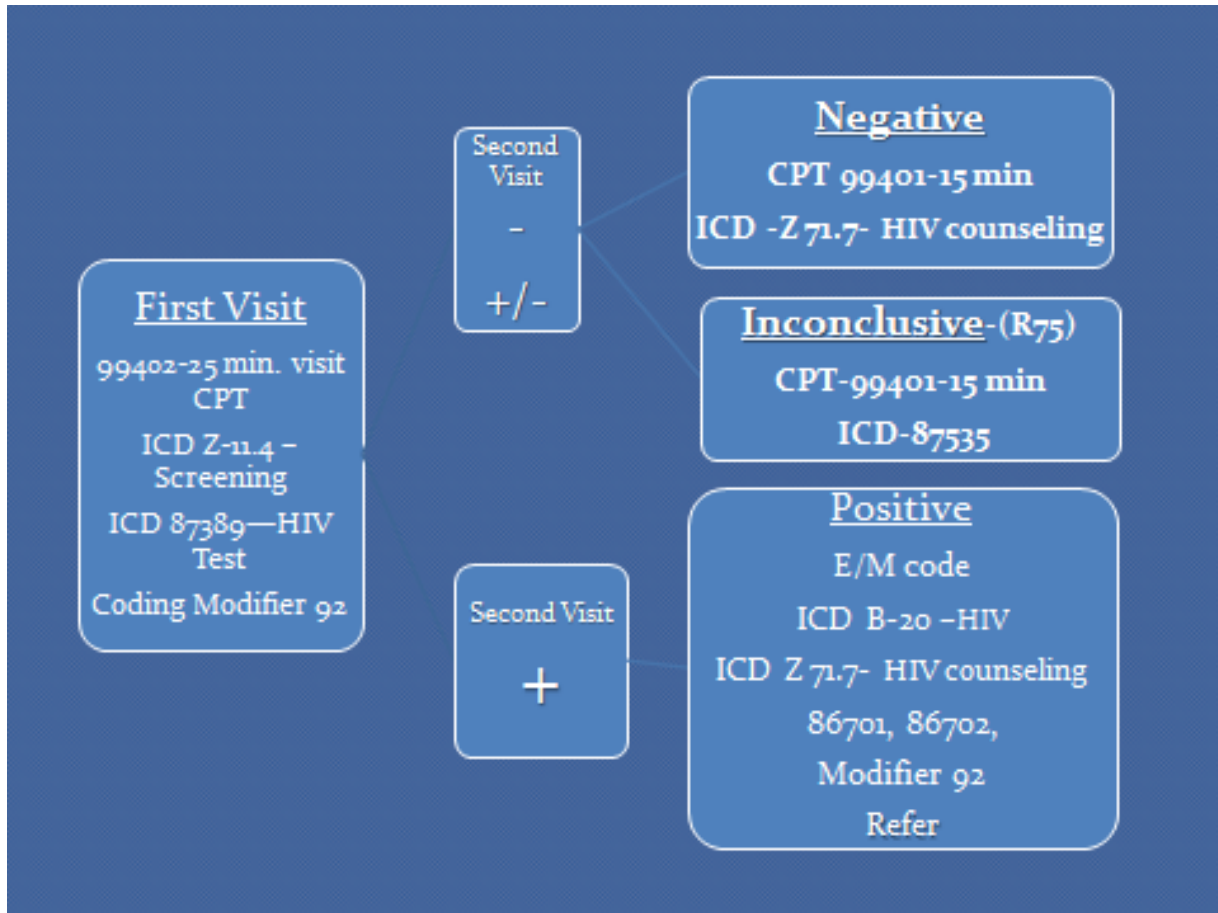 First Visit
99402-25 min. visit
CPT
ICD Z-11.4 –
Screening
ICD 87389—HIV
Test
Coding Modifier 92
Second
Visit
-
+/-
Negative
CPT 99401-15 min
ICD -Z 71.7- HIV counseling
Inconclusive-(R75)
CPT-99401-15 min
ICD-87535
Second Visit
+
Positive
E/M code
ICD B-20 –HIV
ICD Z 71.7- HIV counseling
86701, 86702,
Modifier 92
Refer